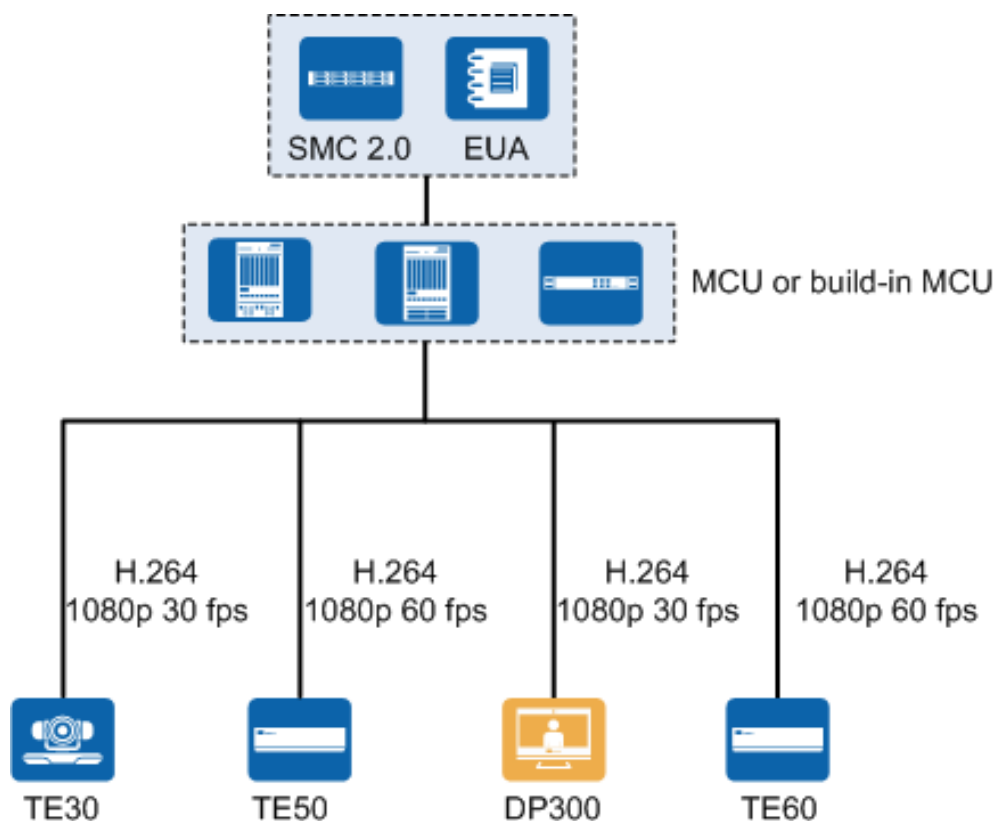 SMC 2.0
EUA
MCU or build-in MCU
H.264
1080p 30 fps
H.264
1080p 60 fps
H.264
1080p 30 fps
H.264
1080p 60 fps
TE30
TE50
DP300
TE60